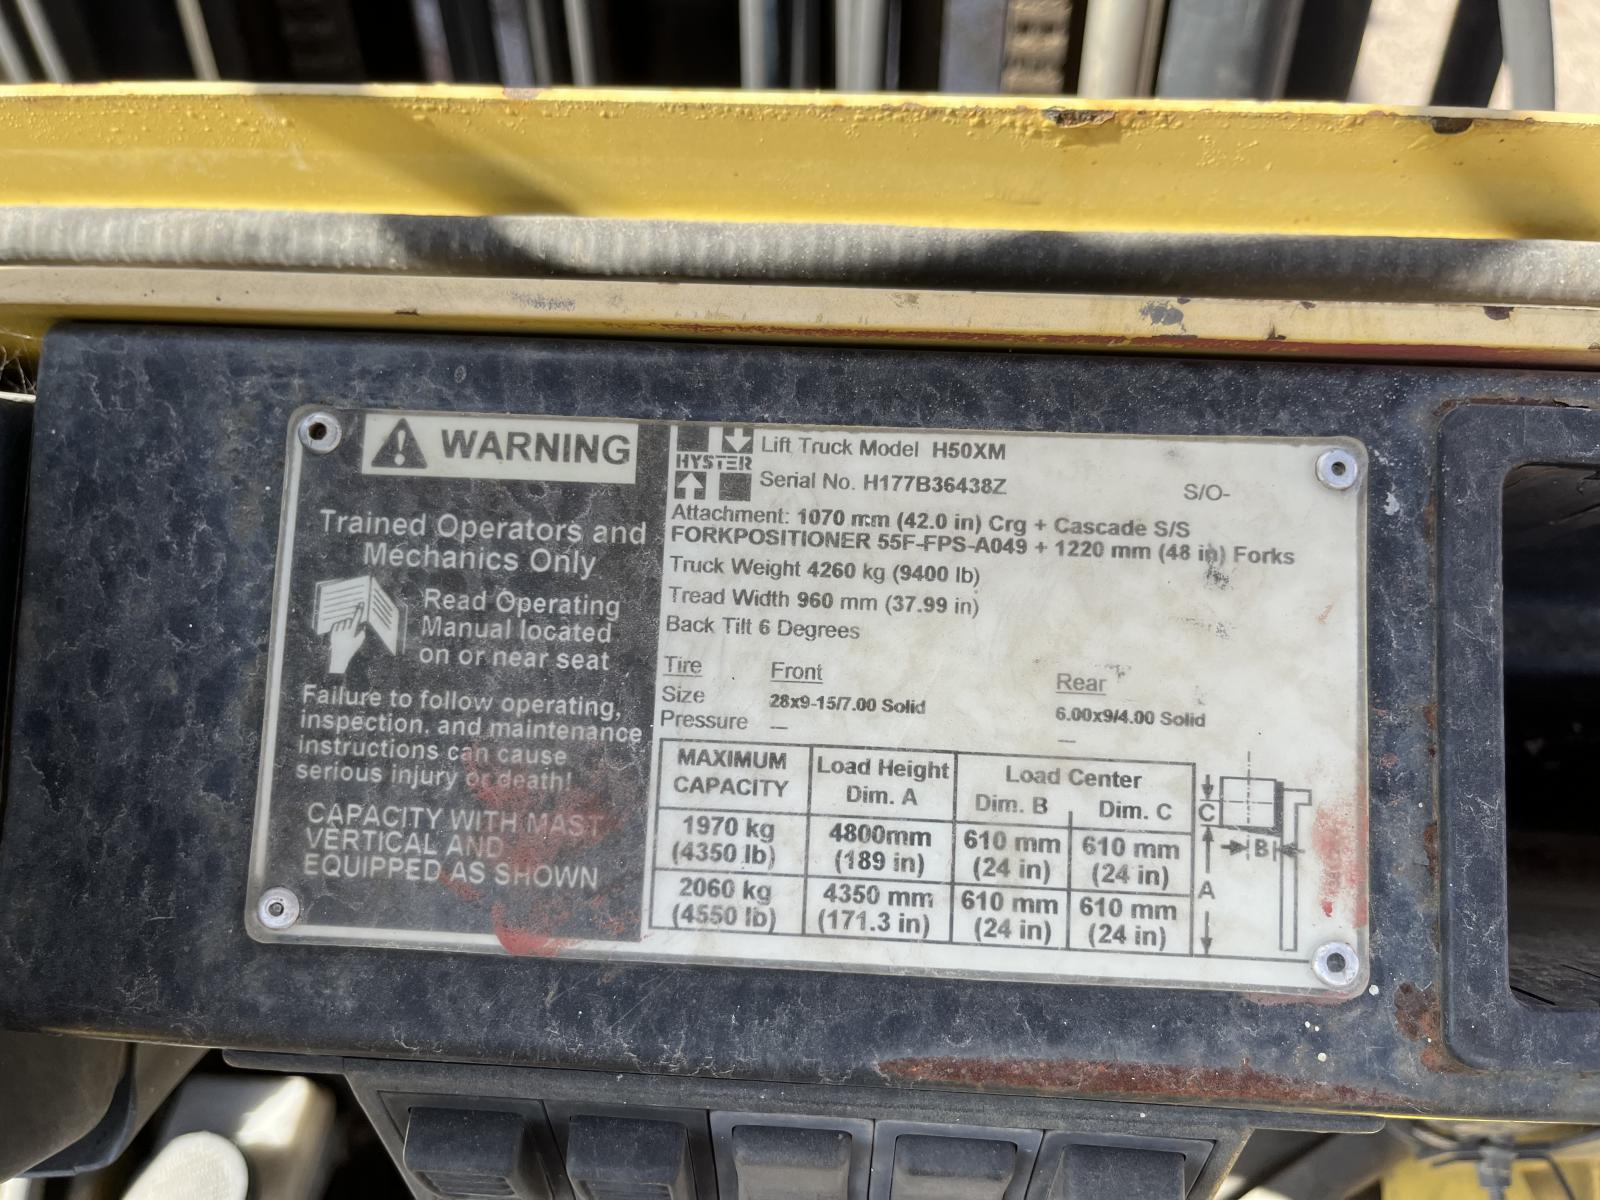 WARNING
Trained Operators and
Mechanics Only
Read Operating
Manual located
on or near seat
Failure to follow operating,
inspection, and maintenance
instructions can cause
serious injury or death!
CAPACITY WITH MAST
VERTICAL AND
EQUIPPED AS SHOWN
HYSTER
Lift Truck Model H50XM
Serial No. H177B36438Z S/O-
Attachment: 1070 mm (42.0 in) Crg + Cascade S/S
FORKPOSITIONER 55F-FPS-A049 + 1220 mm (48 in) Forks
Truck Weight 4260 kg (9400 lb)
Tread Width 960 mm (37.99 in)
Back Tilt 6 Degrees
Tire Front Rear
Size 28x9-15/7.00 Solid 6.00x9/4.00 Solid
Pressure — —
MAXIMUM Load Height Load Center
CAPACITY Dim. A Dim. B Dim. C
1970 kg 4800mm 610 mm 610 mm
(4350 lb) (189 in) (24 in) (24 in)
2060 kg 4350 mm 610 mm 610 mm
(4550 lb) (171.3 in) (24 in) (24 in)
C
B
A